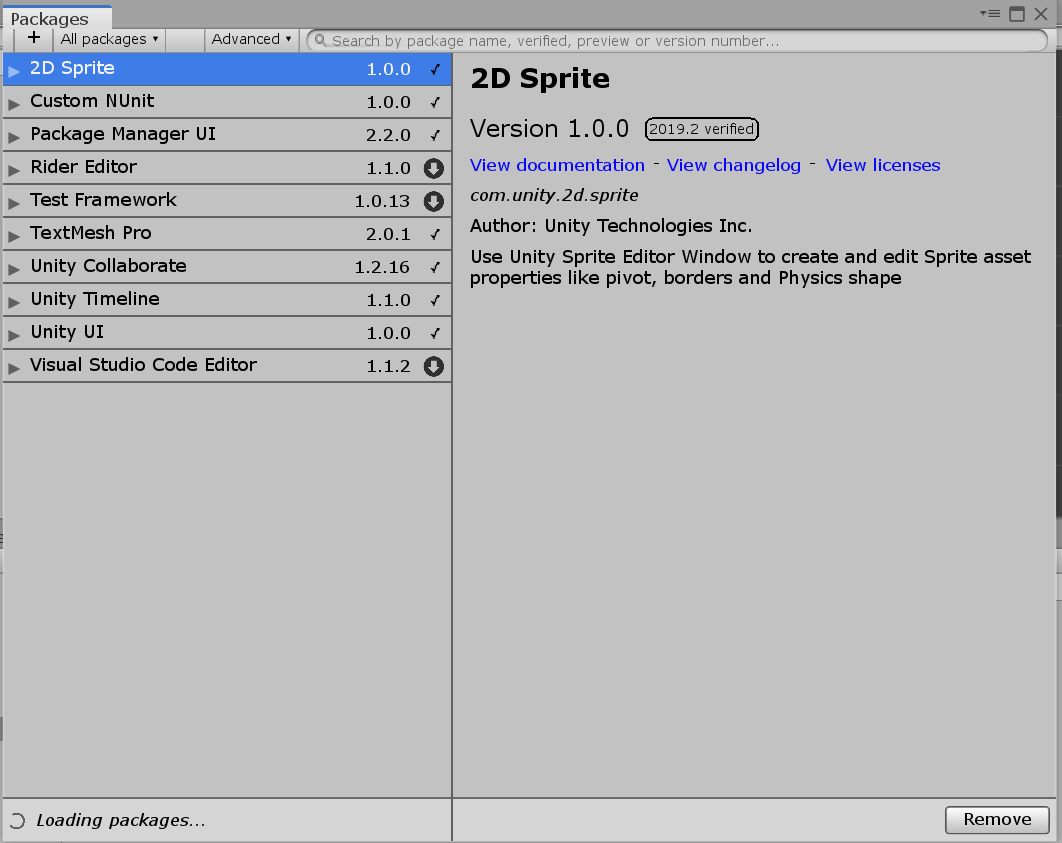 Packages
+ All packages ▾ Advanced ▾ Search by package name, verified, preview or version number...
2D Sprite 1.0.0 ✓
Custom NUnit 1.0.0 ✓
Package Manager UI 2.2.0 ✓
Rider Editor 1.1.0
Test Framework 1.0.13
TextMesh Pro 2.0.1 ✓
Unity Collaborate 1.2.16 ✓
Unity Timeline 1.1.0 ✓
Unity UI 1.0.0 ✓
Visual Studio Code Editor 1.1.2
Loading packages...
2D Sprite
Version 1.0.0 2019.2 verified
View documentation - View changelog - View licenses
com.unity.2d.sprite
Author: Unity Technologies Inc.
Use Unity Sprite Editor Window to create and edit Sprite asset
properties like pivot, borders and Physics shape
Remove